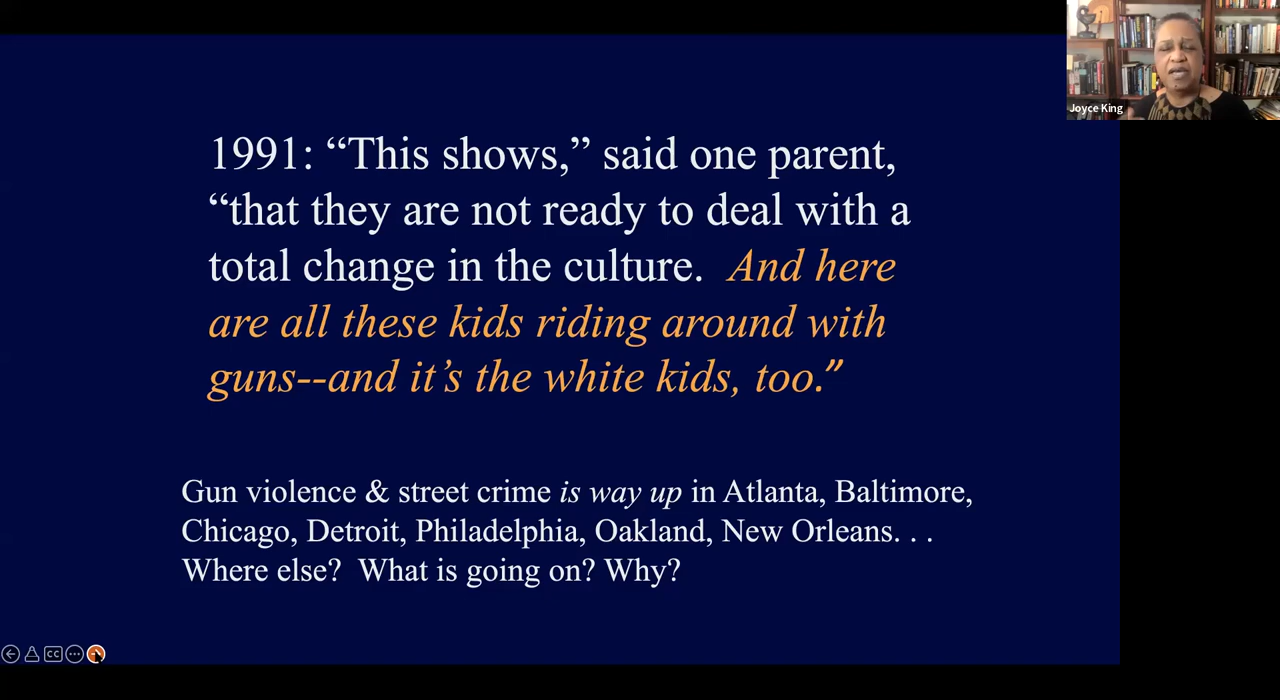 Joyce King
1991: “This shows,” said one parent,
“that they are not ready to deal with a
total change in the culture.  And here
are all these kids riding around with
guns--and it’s the white kids, too.”
Gun violence & street crime is way up in Atlanta, Baltimore,
Chicago, Detroit, Philadelphia, Oakland, New Orleans. . .
Where else?  What is going on? Why?
CC